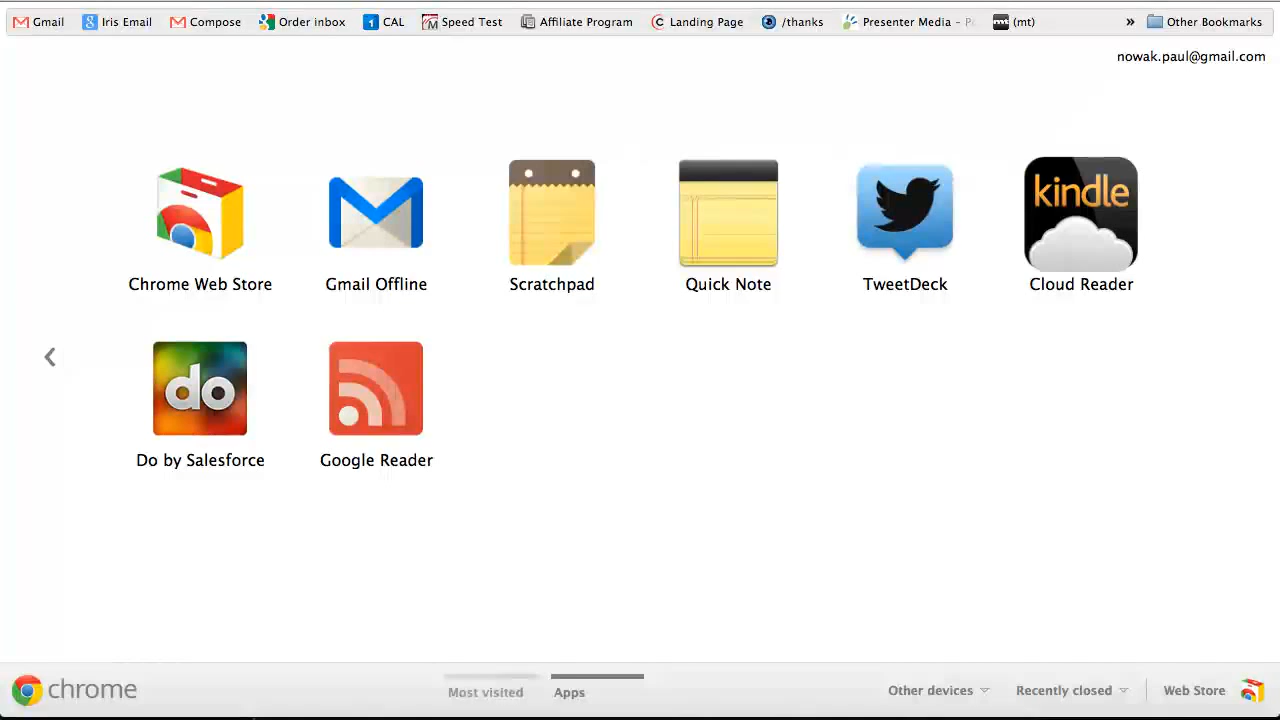 Gmail Iris Email Compose Order inbox 1 CAL Speed Test Affiliate Program Landing Page /thanks Presenter Media - (mt) » Other Bookmarks
nowak.paul@gmail.com
kindle
Chrome Web Store Gmail Offline Scratchpad Quick Note TweetDeck Cloud Reader
do
Do by Salesforce Google Reader
chrome Most visited Apps Other devices Recently closed Web Store